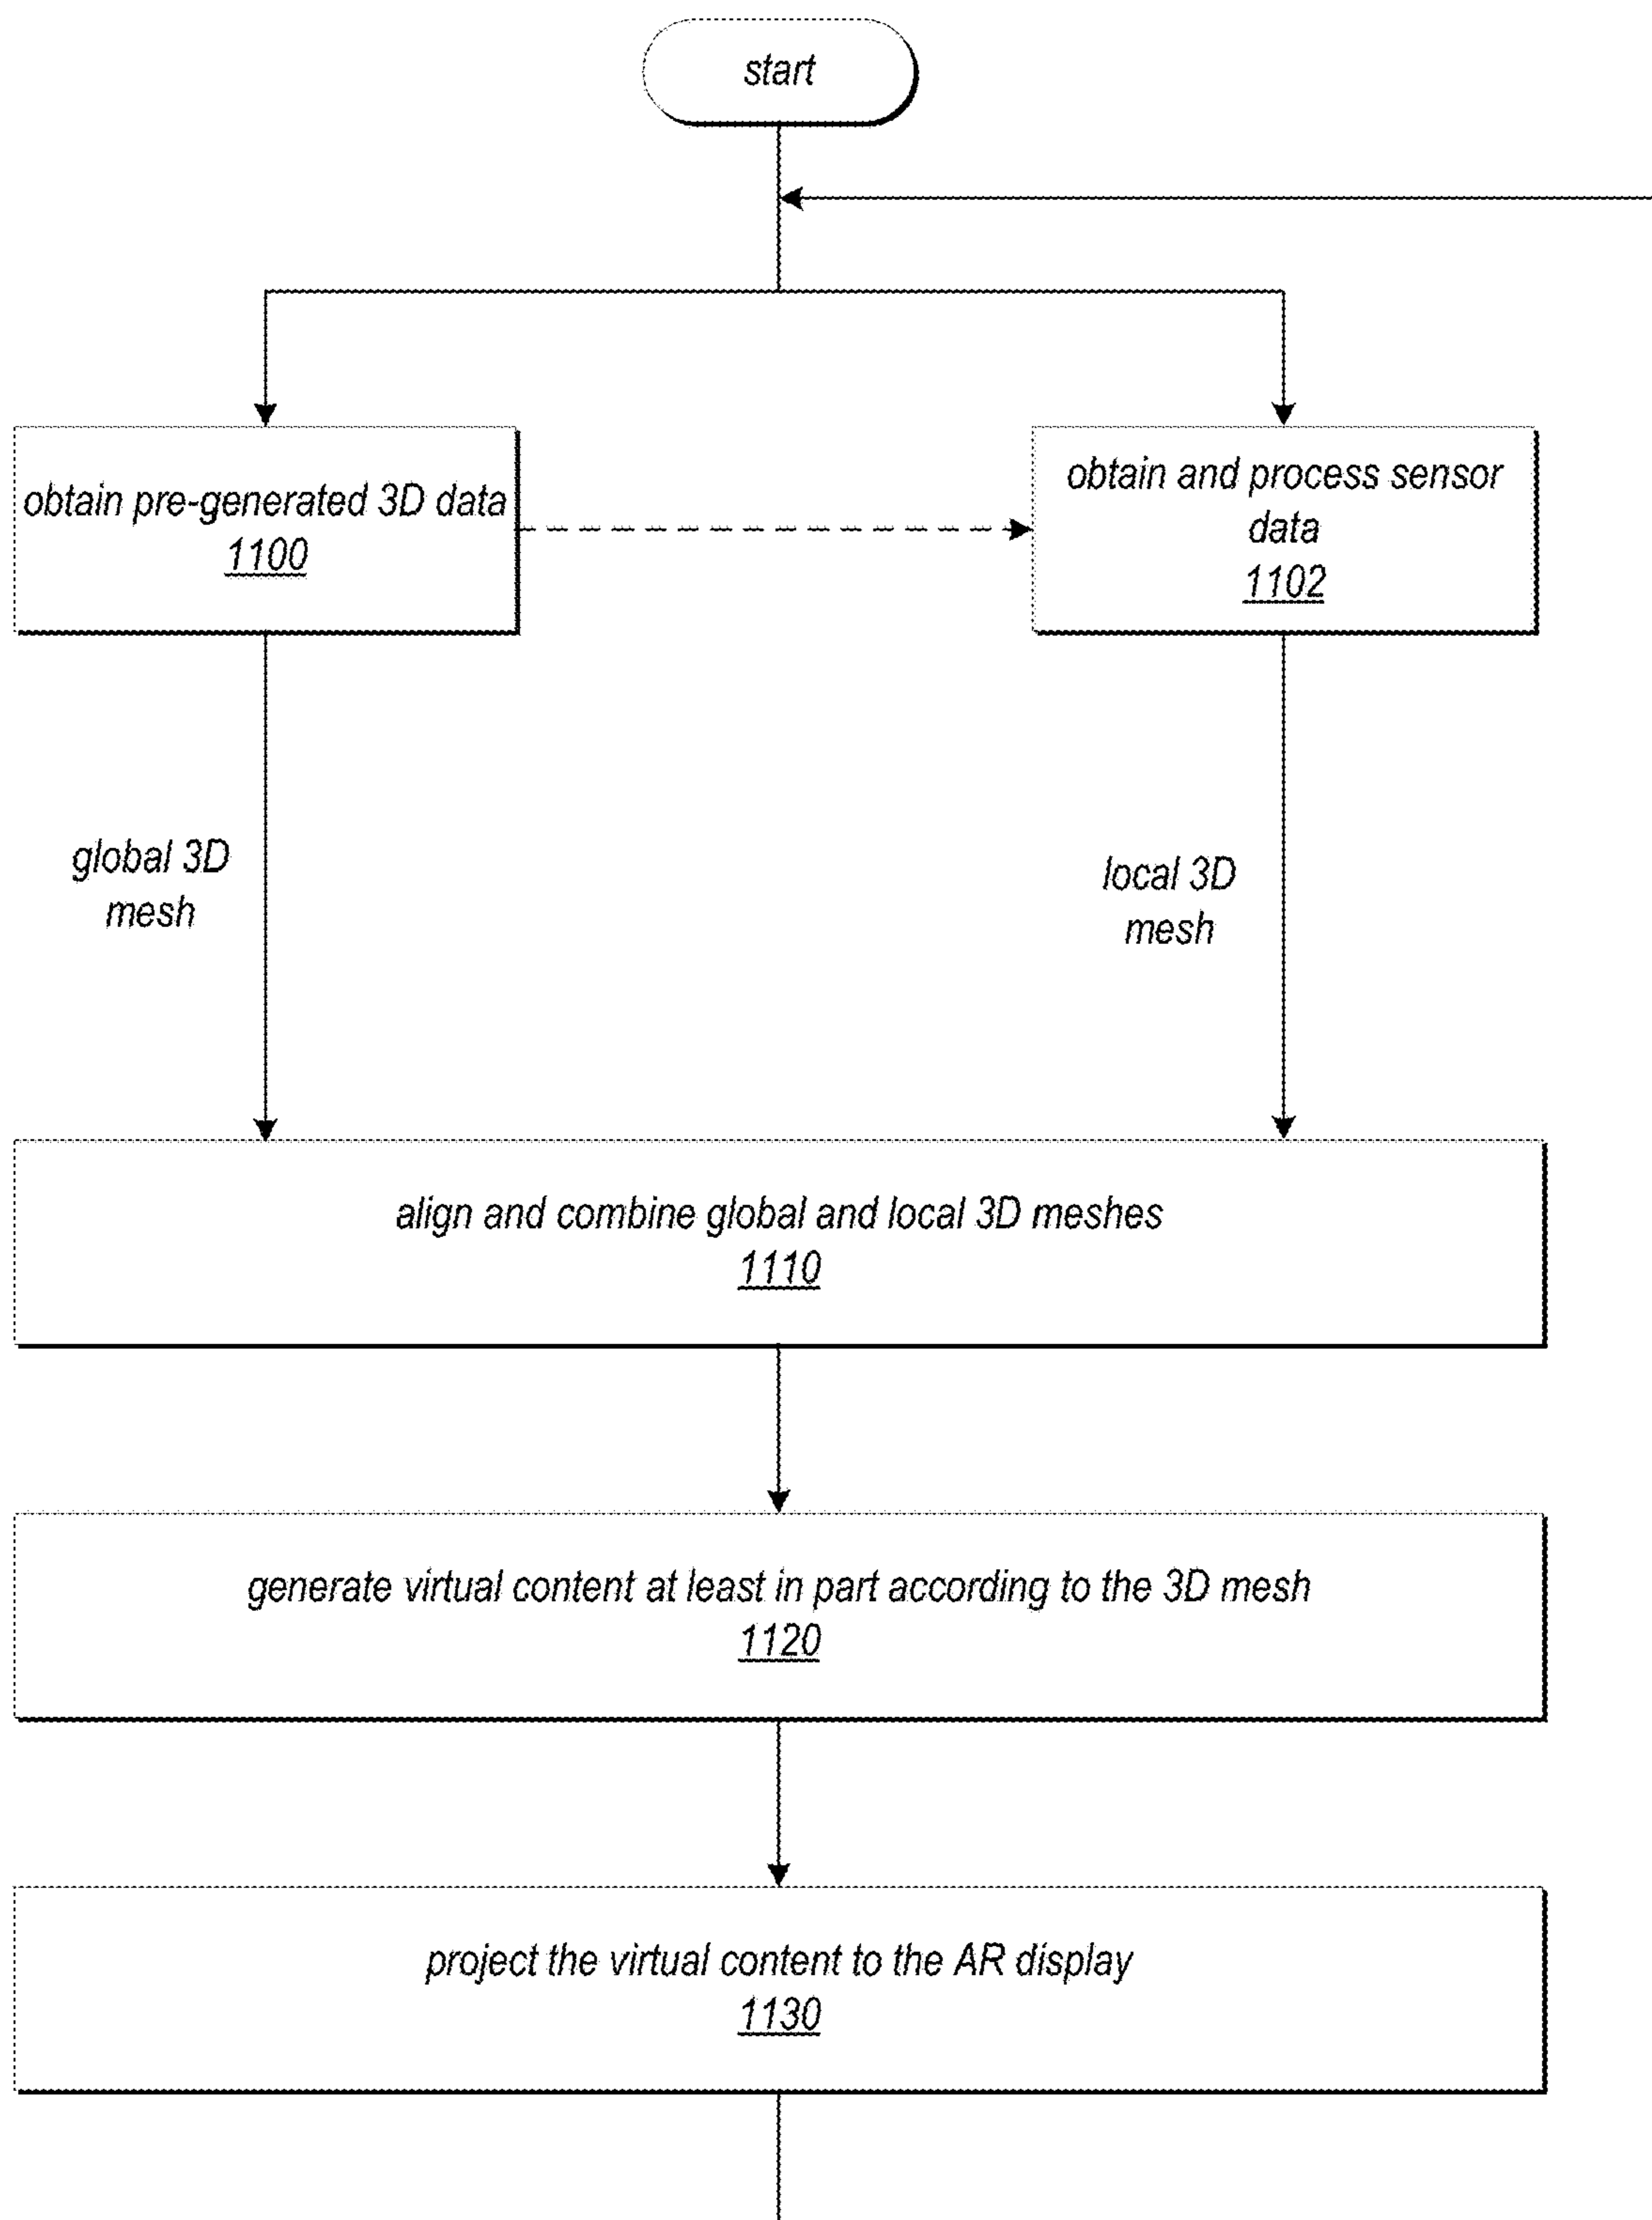 start
obtain pre-generated 3D data
1100
obtain and process sensor
data
1102
global 3D
mesh
local 3D
mesh
align and combine global and local 3D meshes
1110
generate virtual content at least in part according to the 3D mesh
1120
project the virtual content to the AR display
1130